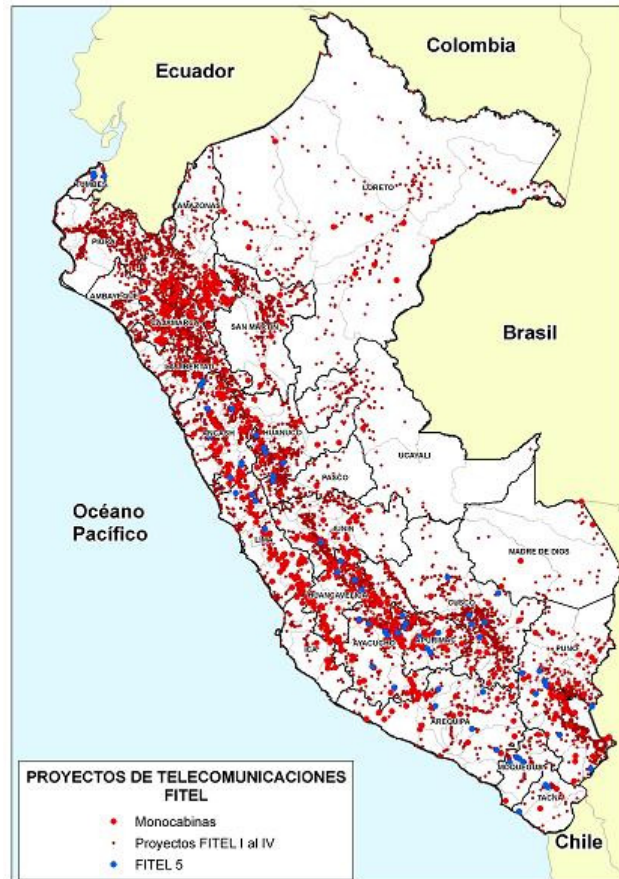 Colombia
Ecuador
LORETO
TUMBES
AMAZONAS
PIURA
LAMBAYEQUE
CAJAMARCA
SAN MARTIN
Brasil
LA LIBERTAD
ANCASH
HUANUCO
UCAYALI
PASCO
Océano
Pacífico
JUNIN
LIMA
MADRE DE DIOS
HUANCAVELICA
CUSCO
AYACUCHO
APURIMAC
PUNO
ICA
AREQUIPA
MOQUEGUA
TACNA
Chile
PROYECTOS DE TELECOMUNICACIONES
FITEL
Monocabinas
Proyectos FITEL I al IV
FITEL 5